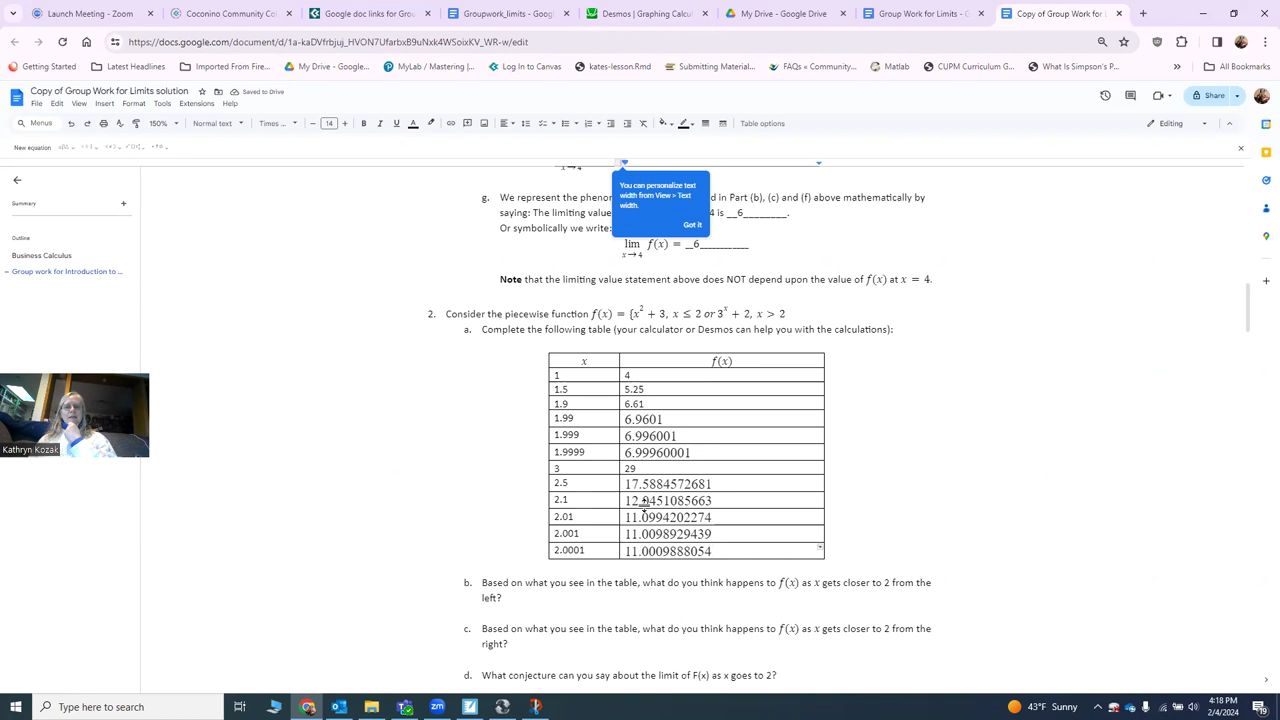 Launch Meeting - Zoom
Coconino Community Coll
Google doc links for Grou
Groupwork_limits - Googl
Desmos | Graphing Calcu
My Drive - Google Drive
Group Work for Limits - G
Copy of Group Work for L
https://docs.google.com/document/d/1a-kaDVfrbjuj_HVON7UfarbxB9uNxk4WSoixKV_WR-w/edit
Getting Started
Latest Headlines
Imported From Fire...
My Drive - Google...
MyLab / Mastering |...
Log In to Canvas
kates-lesson.Rmd
Submitting Material...
FAQs « Community...
Matlab
CUPM Curriculum G...
What Is Simpson's P...
All Bookmarks
Copy of Group Work for Limits solution
Saved to Drive
File Edit View Insert Format Tools Extensions Help
Share
Menus
150%
Normal text
Times ...
14
Table options
Editing
New equation
Summary
Outline
Business Calculus
Group work for Introduction to ...
x→4
You can personalize text
width from View > Text
width.
Got it
g. We represent the phenor d in Part (b), (c) and (f) above mathematically by
saying: The limiting value 4 is __6________.
Or symbolically we write:
lim f(x) = __6____________
x→4
Note that the limiting value statement above does NOT depend upon the value of f(x) at x = 4.
2. Consider the piecewise function f(x) = [x² + 3, x ≤ 2 or 3ˣ + 2, x > 2
a. Complete the following table (your calculator or Desmos can help you with the calculations):
x f(x)
1 4
1.5 5.25
1.9 6.61
1.99 6.9601
1.999 6.996001
1.9999 6.99960001
3 29
2.5 17.5884572681
2.1 12.0451085663
2.01 11.0994202274
2.001 11.0098929439
2.0001 11.0009888054
b. Based on what you see in the table, what do you think happens to f(x) as x gets closer to 2 from the
left?
c. Based on what you see in the table, what do you think happens to f(x) as x gets closer to 2 from the
right?
d. What conjecture can you say about the limit of F(x) as x goes to 2?
Kathryn Kozak
Type here to search
43°F Sunny
4:18 PM
2/4/2024
19